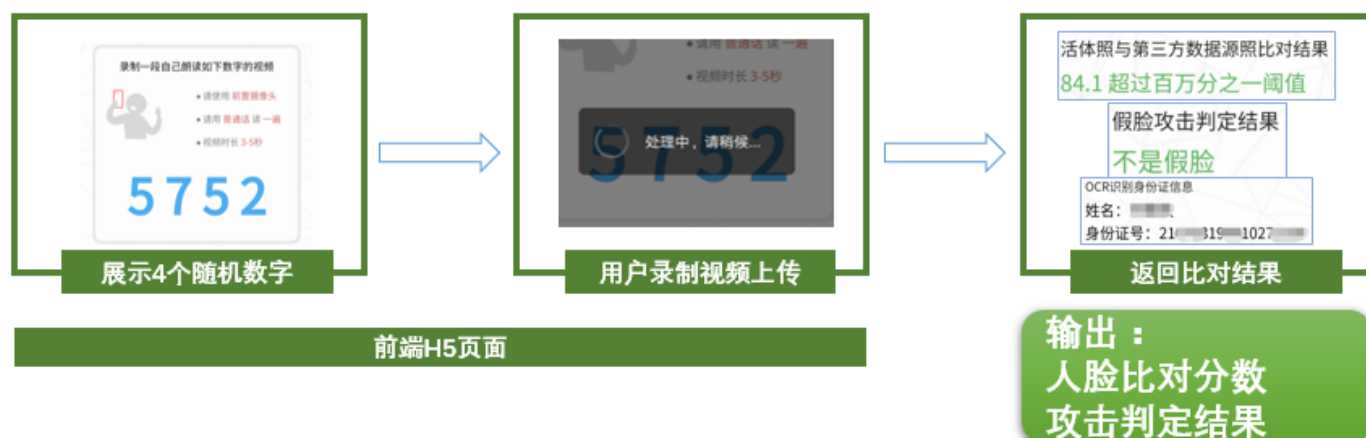 录制一段自己朗读如下数字的视频
• 请使用 前置摄像头
• 请用 普通话 读 一遍
• 视频时长 3-5秒
5752
展示4个随机数字
• 请用 普通话 读 一遍
• 视频时长 3-5秒
5752
处理中，请稍候...
用户录制视频上传
前端H5页面
活体照与第三方数据源照比对结果
84.1 超过百万分之一阈值
假脸攻击判定结果
不是假脸
OCR识别身份证信息
姓名：
身份证号：21 319 1027
返回比对结果
输出：
人脸比对分数
攻击判定结果